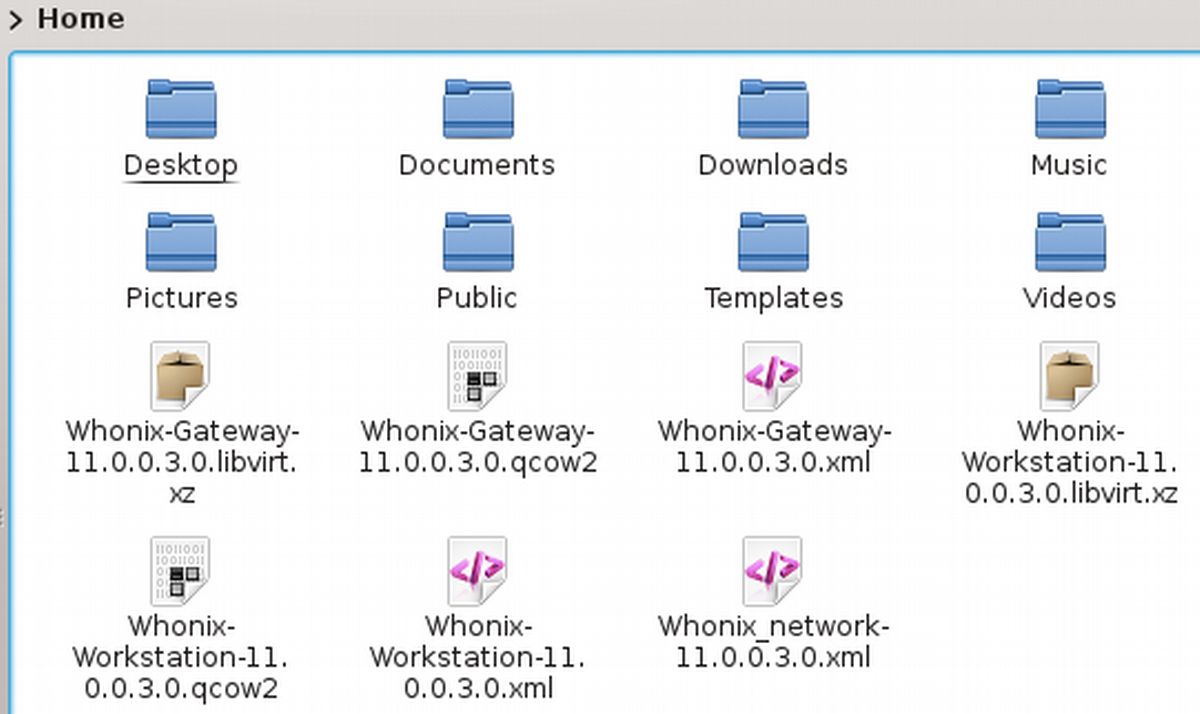 > Home
Desktop
Documents
Downloads
Music
Pictures
Public
Templates
Videos
Whonix-Gateway-
11.0.0.3.0.libvirt.
xz
Whonix-Gateway-
11.0.0.3.0.qcow2
Whonix-Gateway-
11.0.0.3.0.xml
Whonix-
Workstation-11.
0.0.3.0.libvirt.xz
Whonix-
Workstation-11.
0.0.3.0.qcow2
Whonix-
Workstation-11.
0.0.3.0.xml
Whonix_network-
11.0.0.3.0.xml